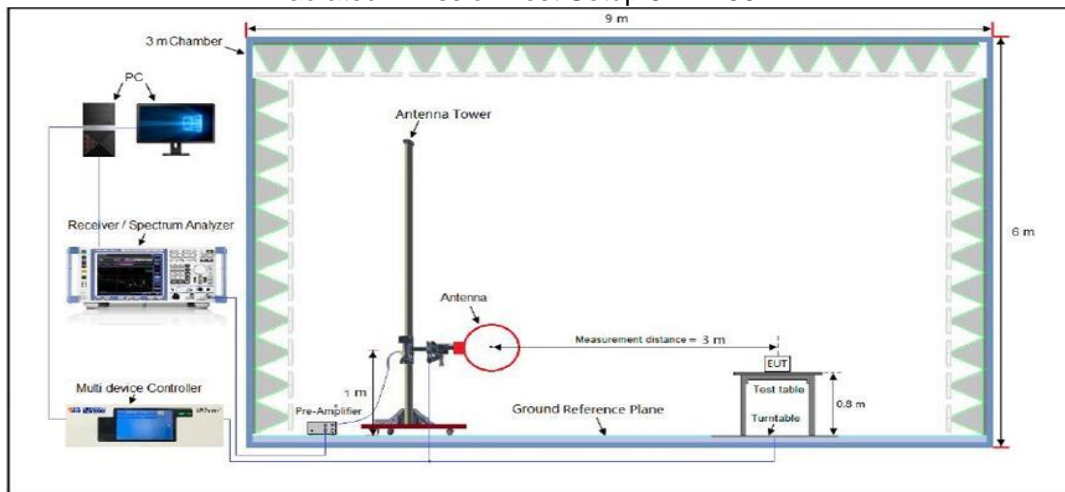 9 m
3 m Chamber
PC
Antenna Tower
6 m
Receiver / Spectrum Analyzer
Antenna
Measurement distance = 3 m
EUT
1 m
Multi device Controller
Test table
0.8 m
Pre-Amplifier
Ground Reference Plane
Turntable